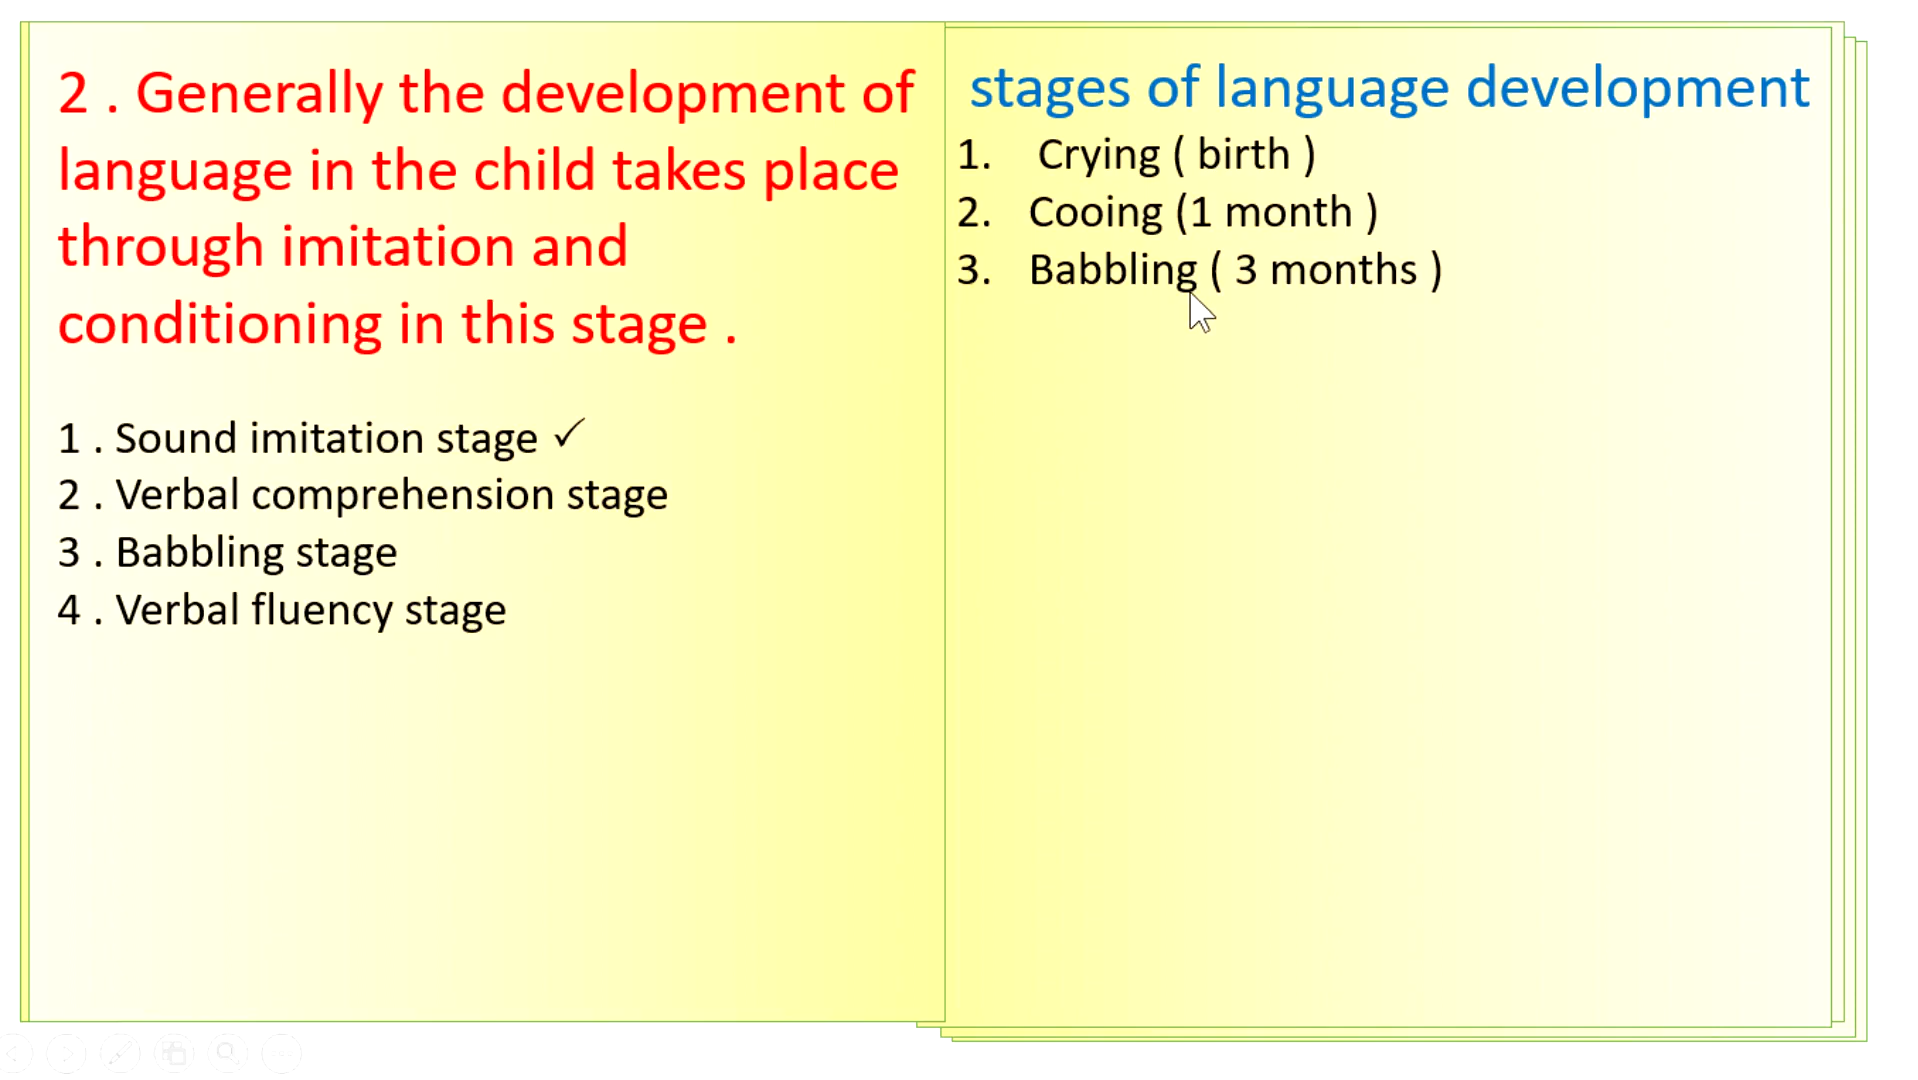 2 . Generally the development of
language in the child takes place
through imitation and
conditioning in this stage .
1 . Sound imitation stage ✓
2 . Verbal comprehension stage
3 . Babbling stage
4 . Verbal fluency stage
stages of language development
1. Crying ( birth )
2. Cooing (1 month )
3. Babbling ( 3 months )